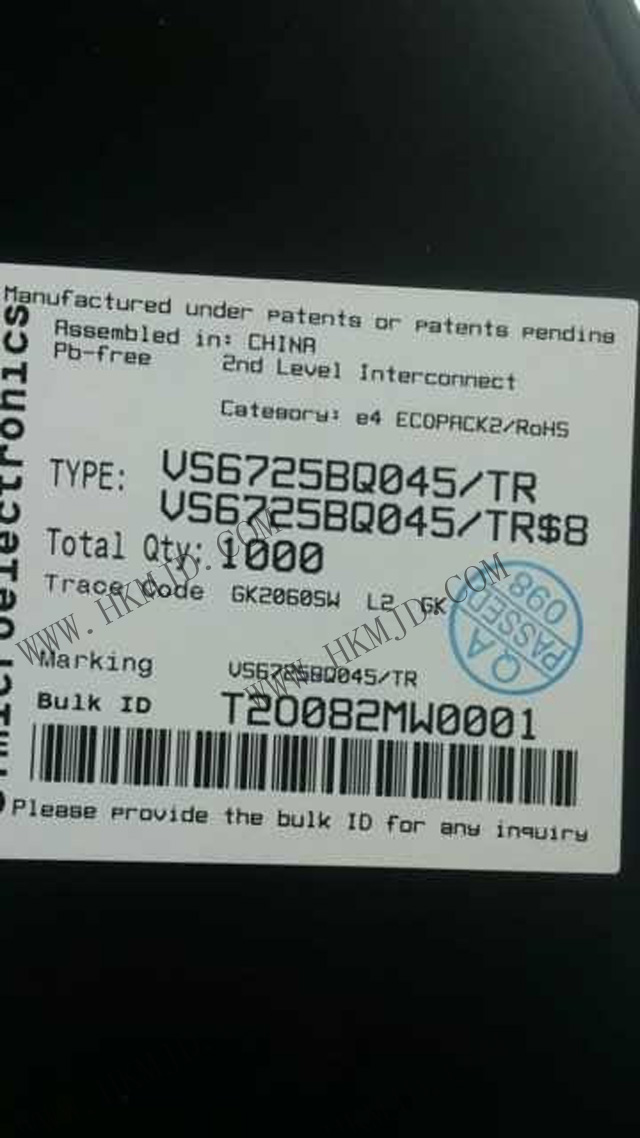 Manufactured under patents or patents pending
Assembled in: CHINA
Pb-free 2nd Level Interconnect
Category: e4 ECOPACK2/RoHS
TYPE: VS6725BQ045/TR
VS6725BQ045/TR$8
Total Qty: 1000
Trace code GK2060SW L2 GK
Marking VS6725BQ045/TR
Bulk ID T20082MW0001
Please provide the bulk ID for any inquiry
microelectronics
QA
PASSED
098
WWW.HKMJD.COM
WWW.HKMJD.COM